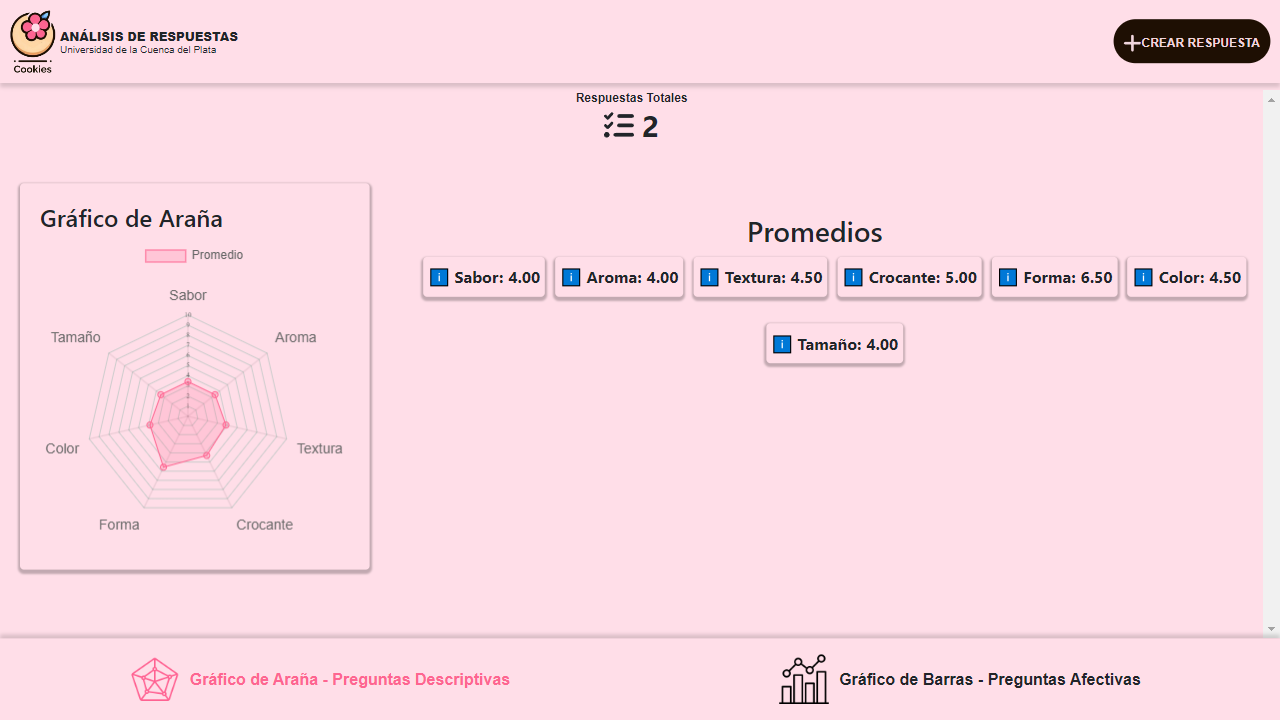 ANÁLISIS DE RESPUESTAS
Universidad de la Cuenca del Plata
Cookies
CREAR RESPUESTA
Respuestas Totales
2
Gráfico de Araña
Promedio
Sabor
Aroma
Textura
Crocante
Forma
Color
Tamaño
10
Promedios
i Sabor: 4.00
i Aroma: 4.00
i Textura: 4.50
i Crocante: 5.00
i Forma: 6.50
i Color: 4.50
i Tamaño: 4.00
Gráfico de Araña - Preguntas Descriptivas
Gráfico de Barras - Preguntas Afectivas